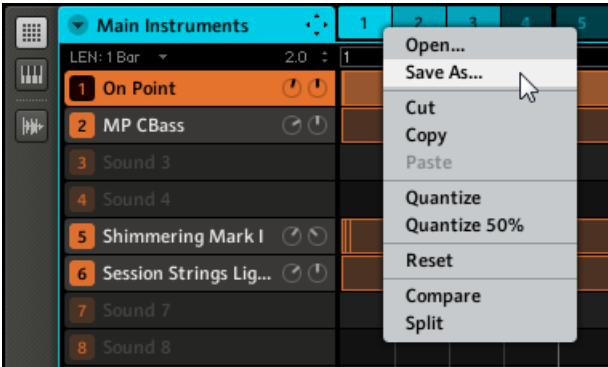 Main Instruments 1 2 3 4 5
LEN: 1 Bar 2.0 1
1 On Point
2 MP CBass
3 Sound 3
4 Sound 4
5 Shimmering Mark I
6 Session Strings Lig...
7 Sound 7
8 Sound 8
Open...
Save As...
Cut
Copy
Paste
Quantize
Quantize 50%
Reset
Compare
Split